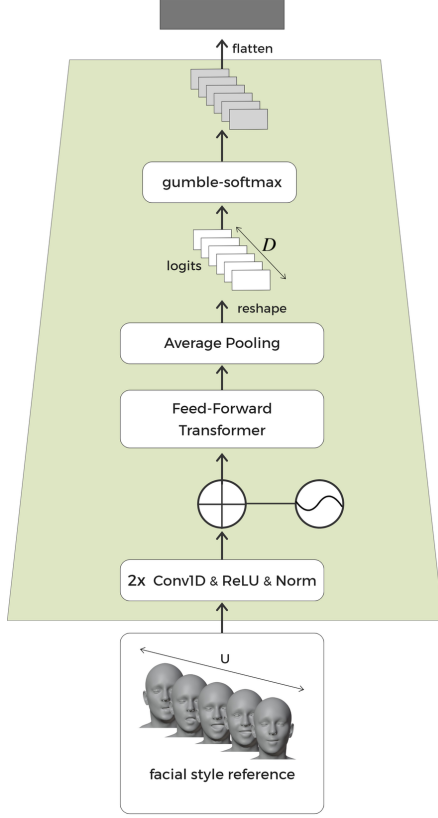 flatten
gumble-softmax
D
logits
reshape
Average Pooling
Feed-Forward
Transformer
2x Conv1D & ReLU & Norm
U
facial style reference